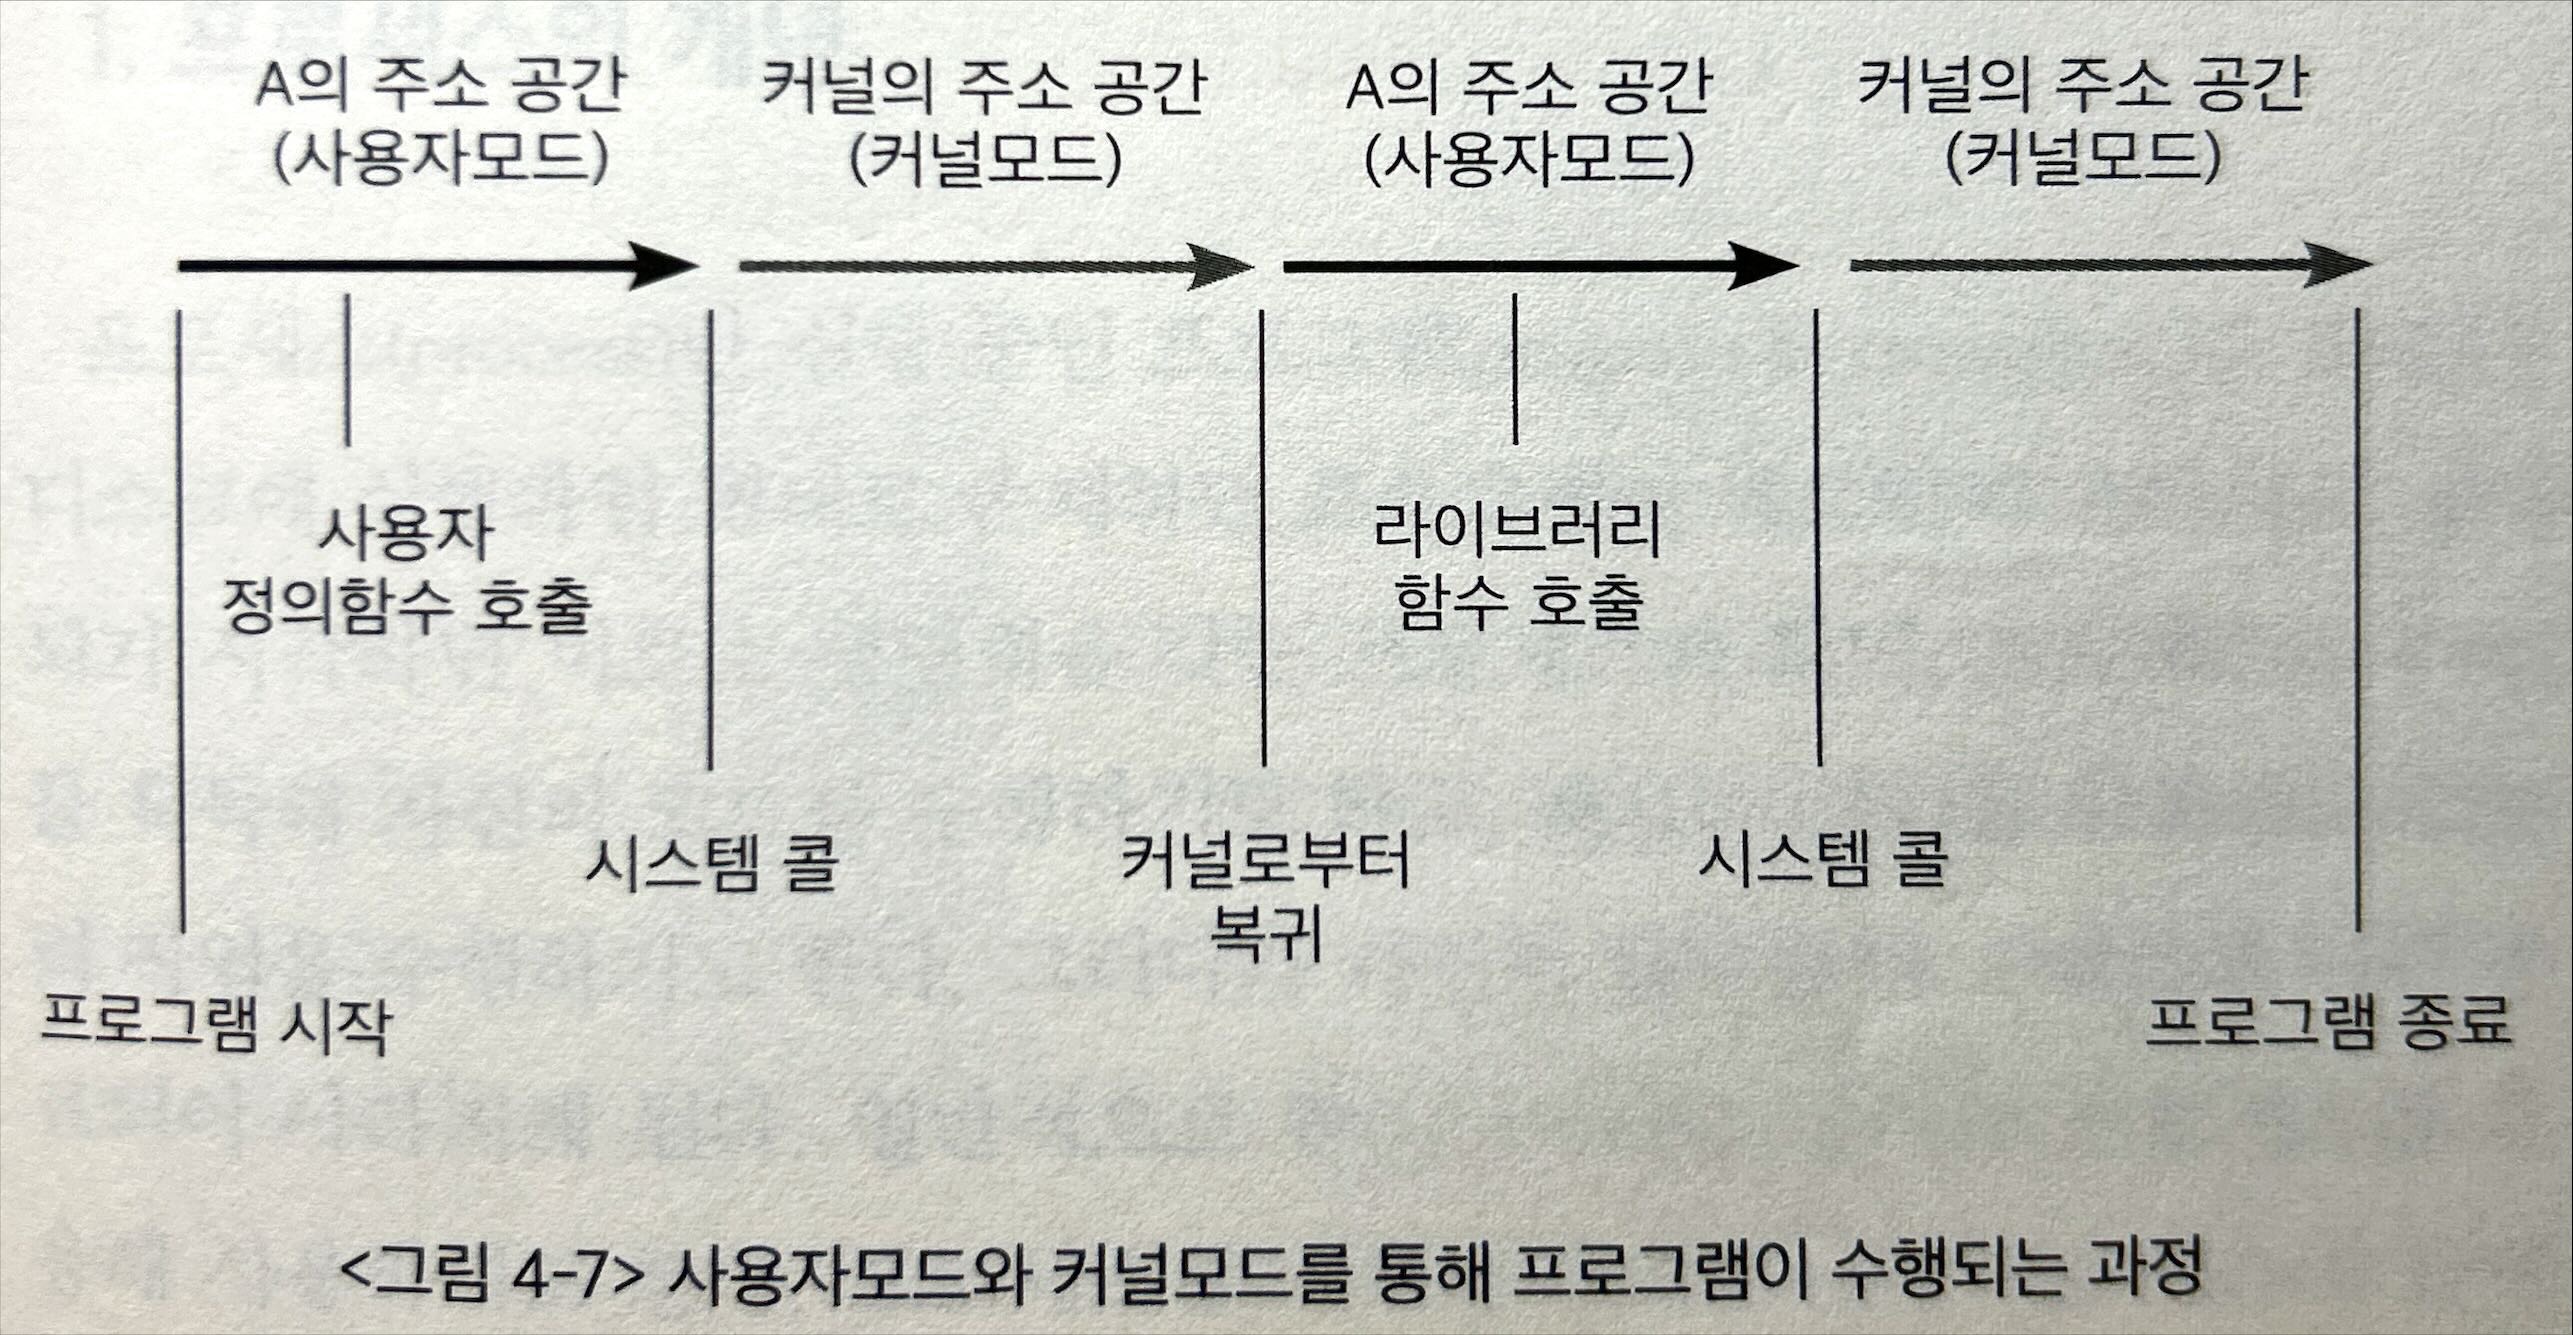 A의 주소 공간
(사용자모드)
커널의 주소 공간
(커널모드)
A의 주소 공간
(사용자모드)
커널의 주소 공간
(커널모드)
사용자
정의함수 호출
라이브러리
함수 호출
시스템 콜
커널로부터
복귀
시스템 콜
프로그램 시작
프로그램 종료
<그림 4-7> 사용자모드와 커널모드를 통해 프로그램이 수행되는 과정